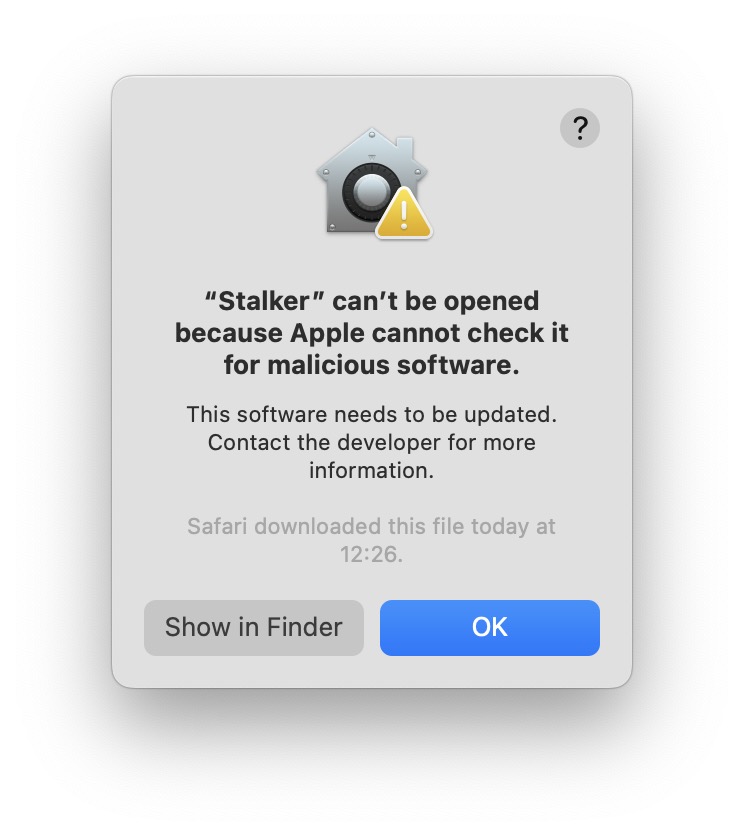 ?
“Stalker” can’t be opened
because Apple cannot check it
for malicious software.
This software needs to be updated.
Contact the developer for more
information.
Safari downloaded this file today at
12:26.
Show in Finder
OK